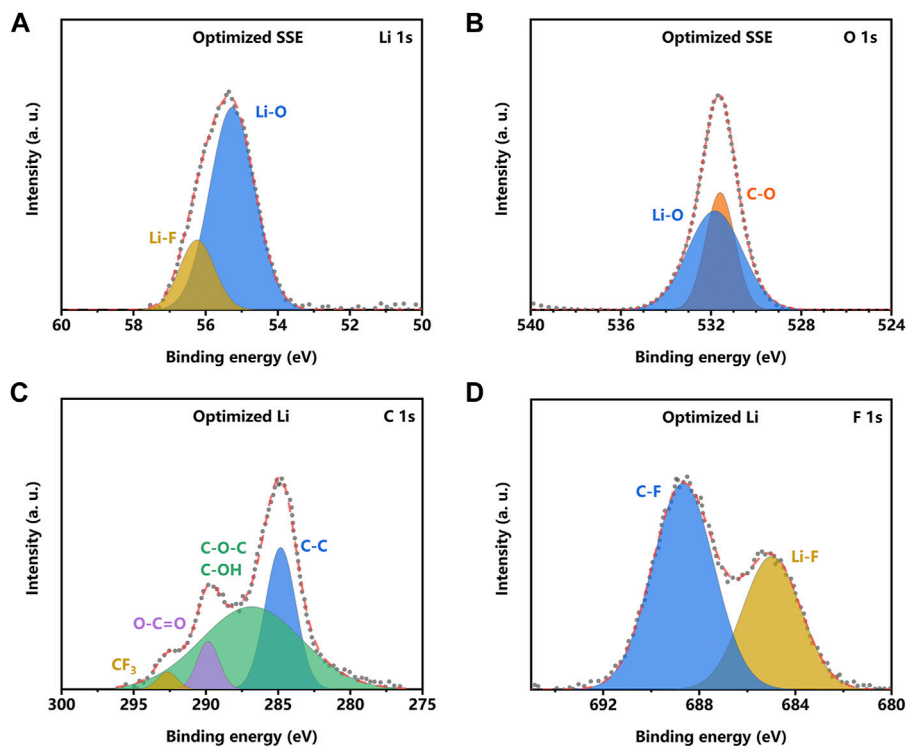 A
Optimized SSE
Li 1s
Li-O
Li-F
Intensity (a. u.)
60
58
56
54
52
50
Binding energy (eV)
B
Optimized SSE
O 1s
C-O
Li-O
Intensity (a. u.)
540
536
532
528
524
Binding energy (eV)
C
Optimized Li
C 1s
C-O-C
C-OH
C-C
O-C=O
CF₃
Intensity (a. u.)
300
295
290
285
280
275
Binding energy (eV)
D
Optimized Li
F 1s
C-F
Li-F
Intensity (a. u.)
692
688
684
680
Binding energy (eV)